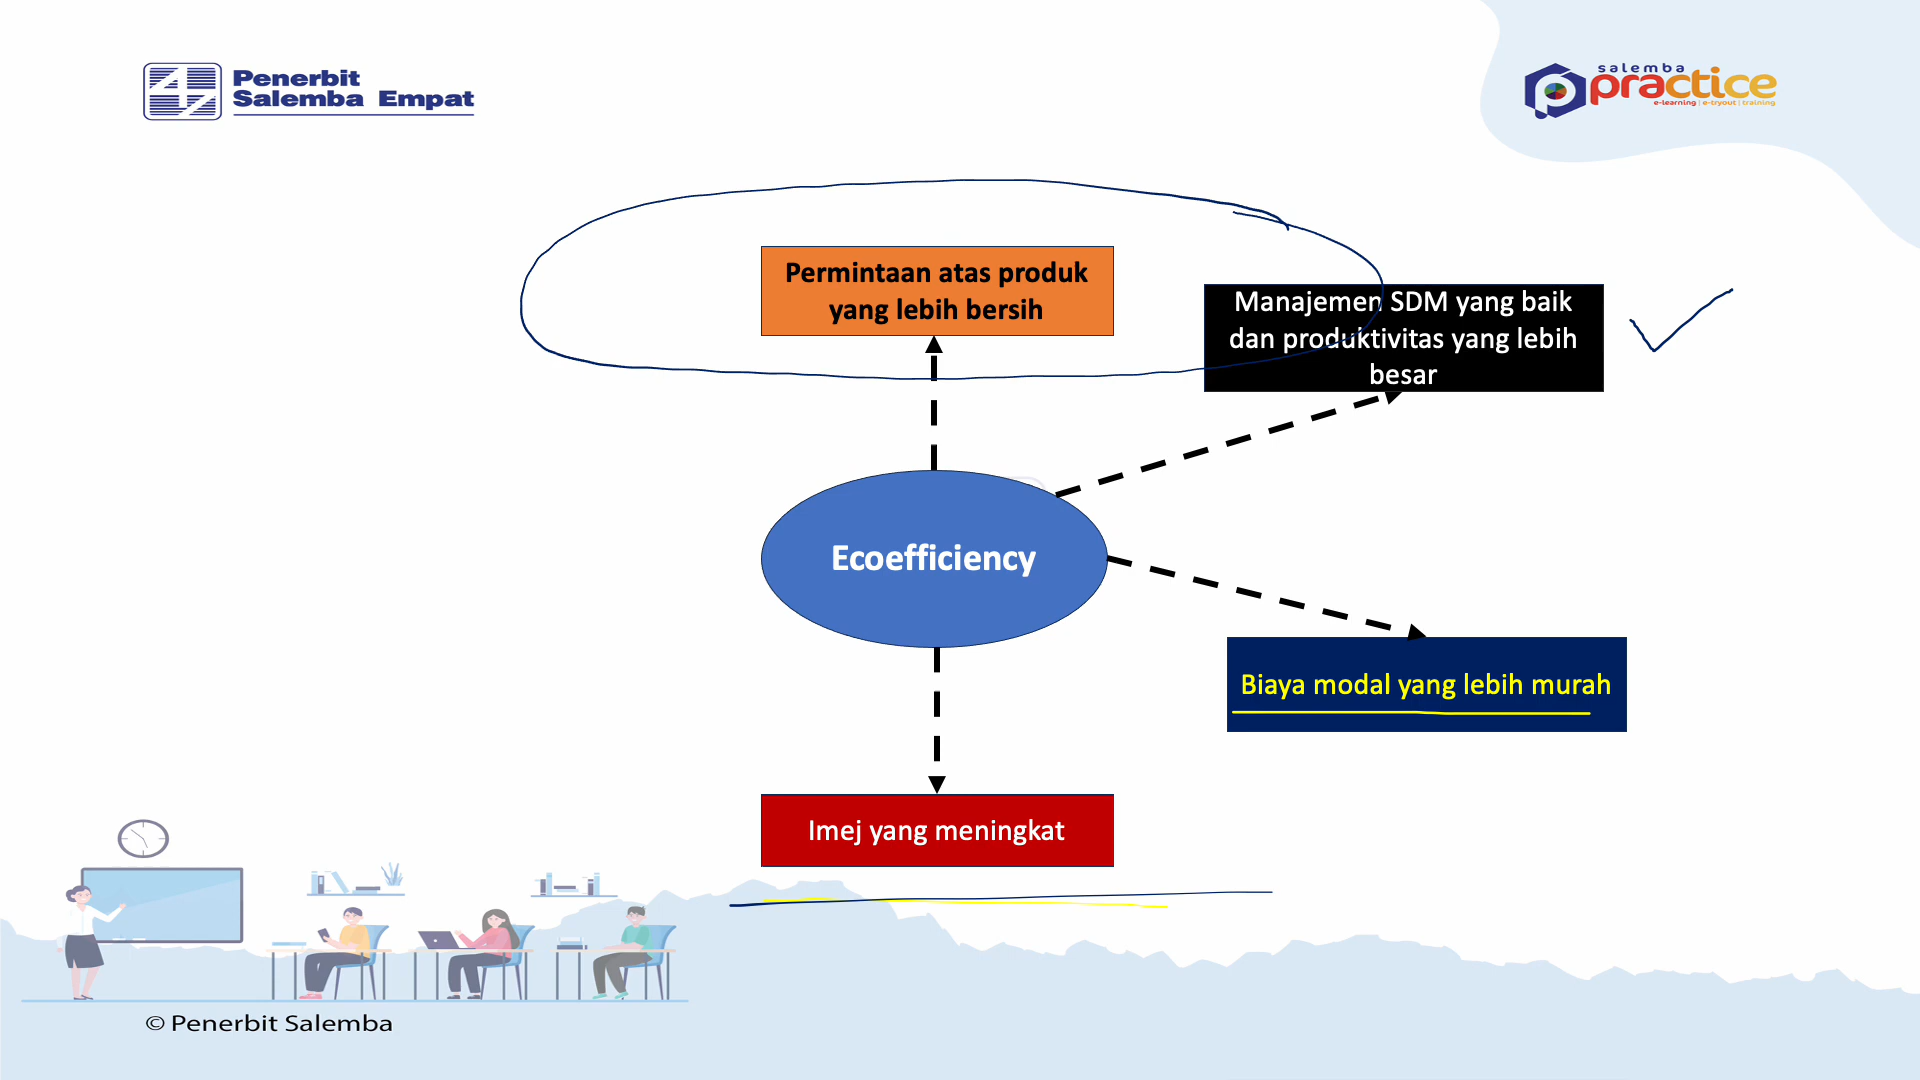 Penerbit
Salemba Empat
salemba
practice
e-learning | e-tryout | training
Permintaan atas produk
yang lebih bersih
Manajemen SDM yang baik
dan produktivitas yang lebih
besar
Ecoefficiency
Biaya modal yang lebih murah
Imej yang meningkat
© Penerbit Salemba